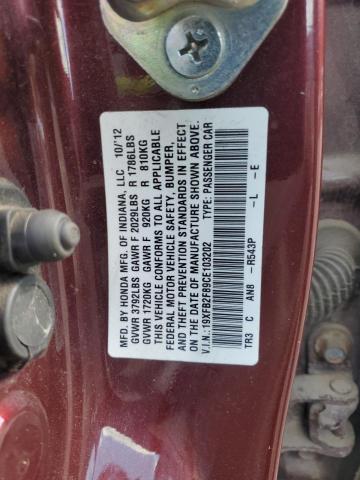 MFD. BY HONDA MFG. OF INDIANA, LLC 10/12
GVWR 3792LBS GAWR F 2029LBS R 1786LBS
GVWR 1720KG GAWR F 920KG R 810KG
THIS VEHICLE CONFORMS TO ALL APPLICABLE
FEDERAL MOTOR VEHICLE SAFETY, BUMPER, AND
THEFT PREVENTION STANDARDS IN EFFECT
ON THE DATE OF MANUFACTURE SHOWN ABOVE.
V.I.N.:19XFB2F89CE103202 TYPE: PASSENGER CAR
TR3 C AN8 -R543P -L -E